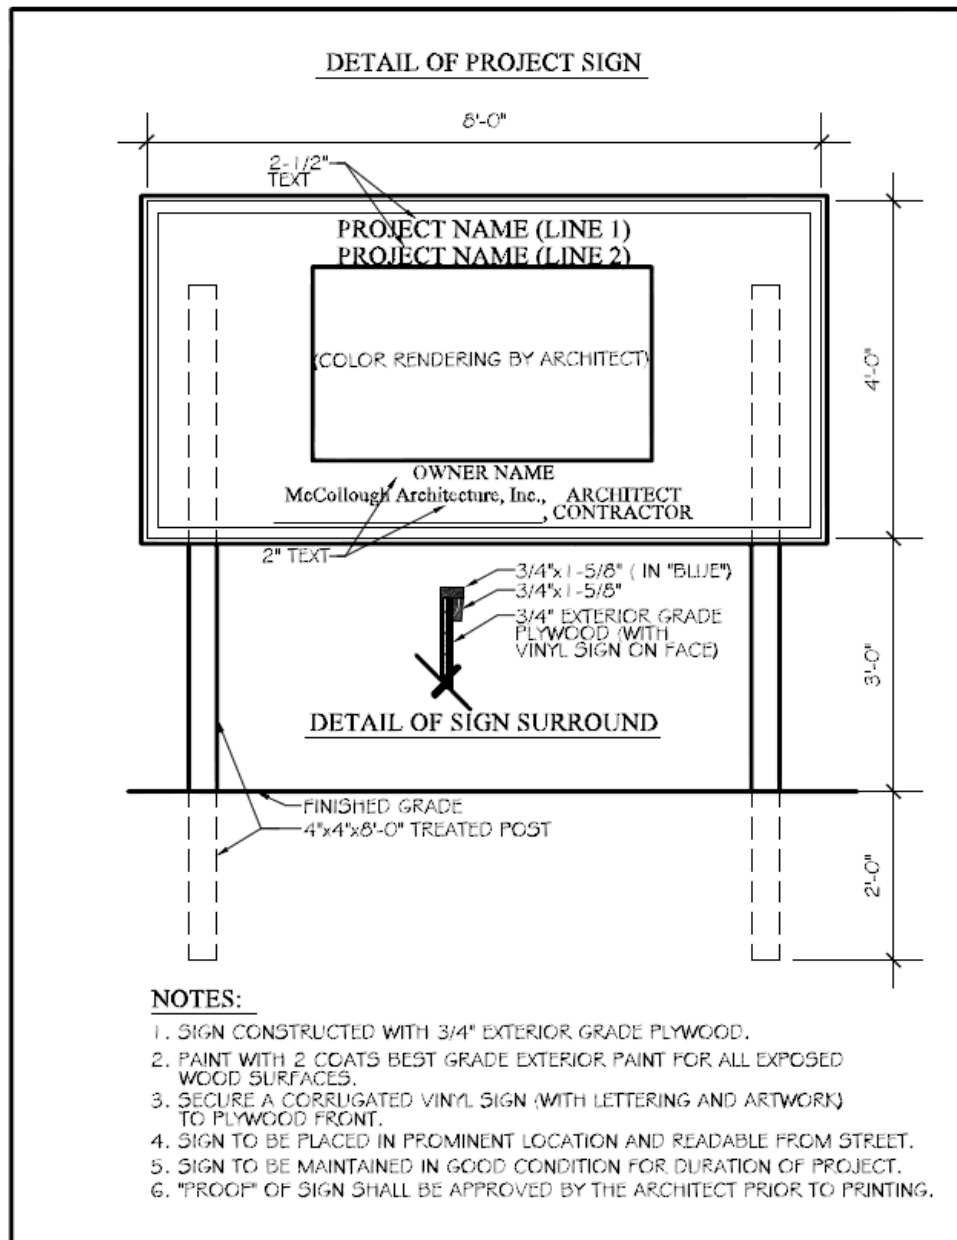 DETAIL OF PROJECT SIGN
8'-0"
2-1/2"
TEXT
PROJECT NAME (LINE 1)
PROJECT NAME (LINE 2)
(COLOR RENDERING BY ARCHITECT)
4'-0"
OWNER NAME
McCollough Architecture, Inc., ARCHITECT
, CONTRACTOR
2" TEXT
3/4"x1-5/8" ( IN "BLUE")
3/4"x1-5/8"
3/4" EXTERIOR GRADE
PLYWOOD (WITH
VINYL SIGN ON FACE)
3'-0"
DETAIL OF SIGN SURROUND
FINISHED GRADE
4"x4"x8'-0" TREATED POST
2'-0"
NOTES:
1. SIGN CONSTRUCTED WITH 3/4" EXTERIOR GRADE PLYWOOD.
2. PAINT WITH 2 COATS BEST GRADE EXTERIOR PAINT FOR ALL EXPOSED
WOOD SURFACES.
3. SECURE A CORRUGATED VINYL SIGN (WITH LETTERING AND ARTWORK)
TO PLYWOOD FRONT.
4. SIGN TO BE PLACED IN PROMINENT LOCATION AND READABLE FROM STREET.
5. SIGN TO BE MAINTAINED IN GOOD CONDITION FOR DURATION OF PROJECT.
6. "PROOF" OF SIGN SHALL BE APPROVED BY THE ARCHITECT PRIOR TO PRINTING.